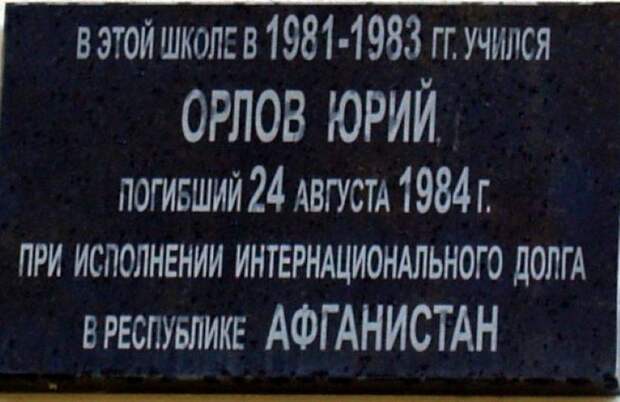 В ЭТОЙ ШКОЛЕ В 1981-1983 ГГ. УЧИЛСЯ
ОРЛОВ ЮРИЙ,
ПОГИБШИЙ 24 АВГУСТА 1984 Г.
ПРИ ИСПОЛНЕНИИ ИНТЕРНАЦИОНАЛЬНОГО ДОЛГА
В РЕСПУБЛИКЕ АФГАНИСТАН